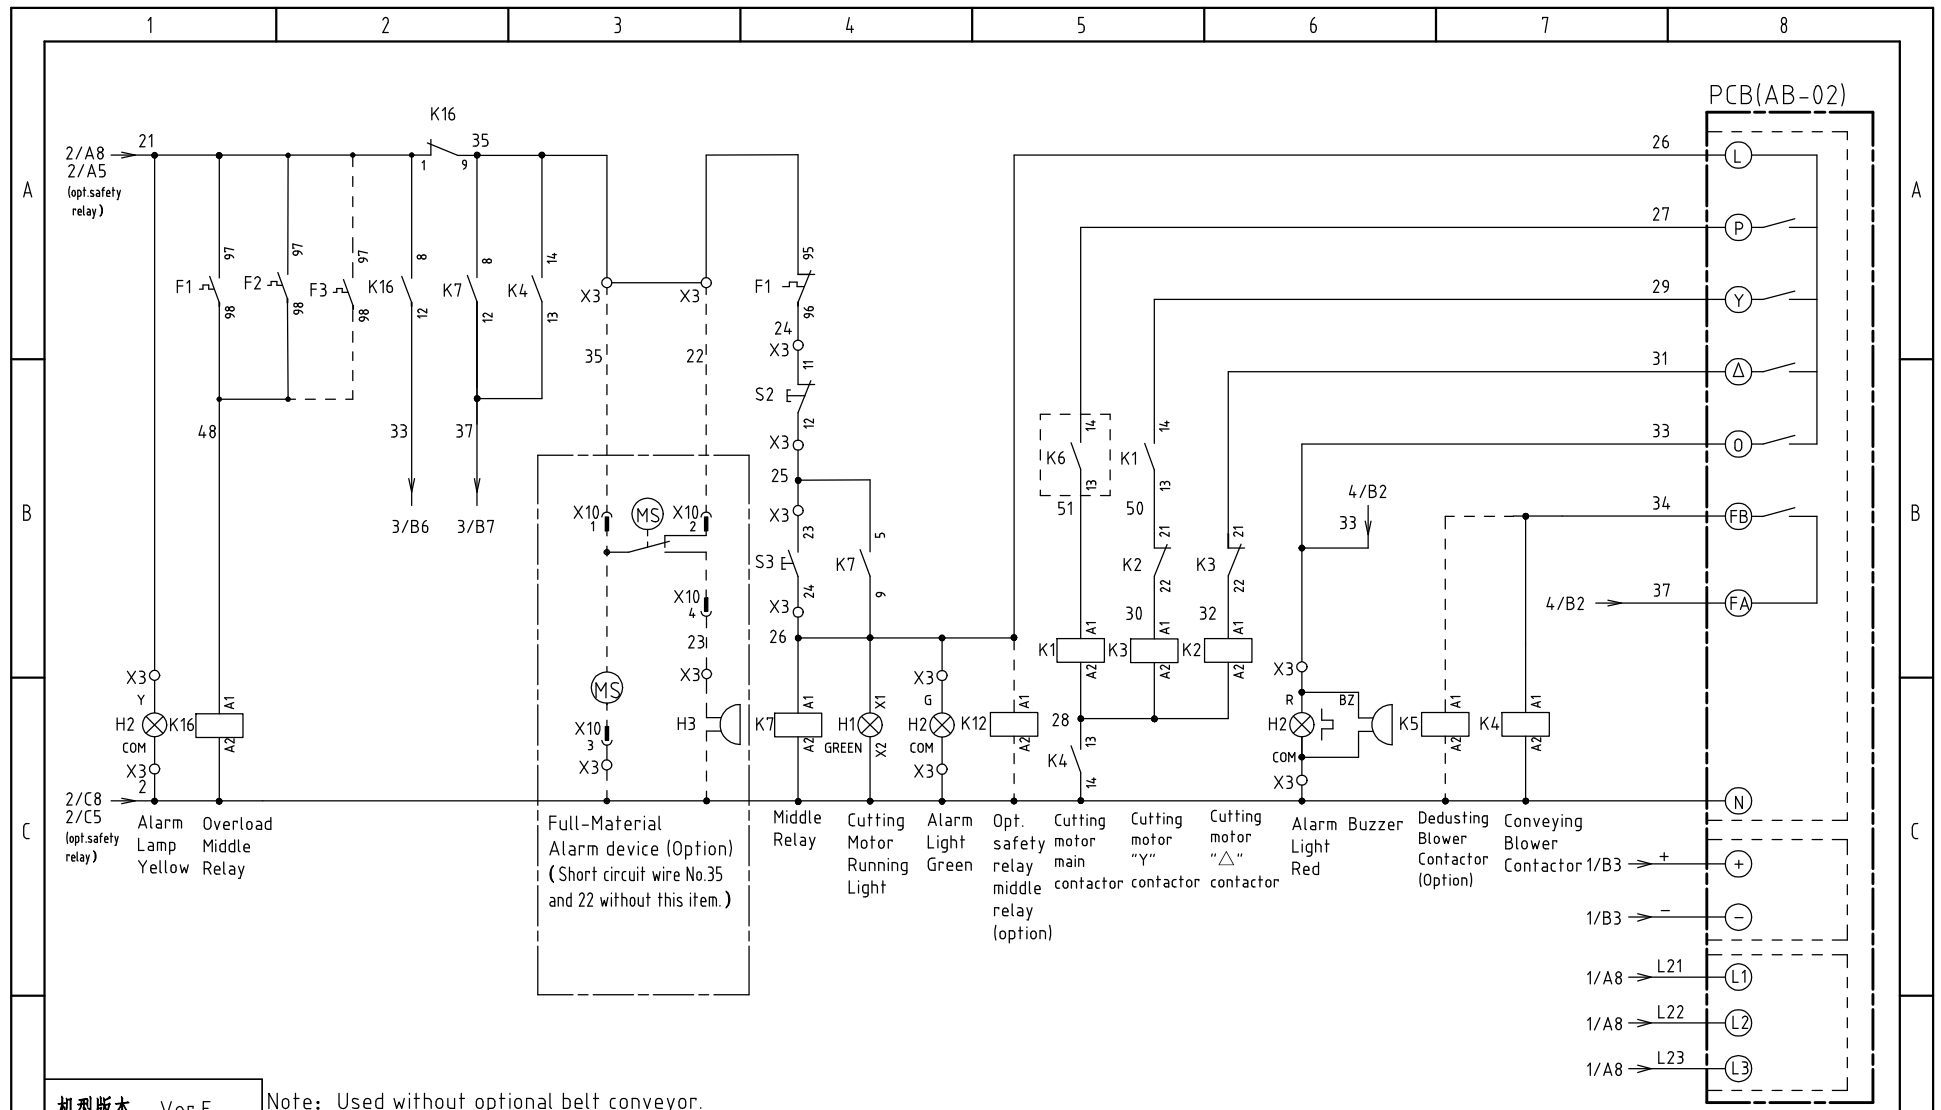 1 2 3 4 5 6 7 8
PCB(AB-02)
K16
21
35
26
2/A8
2/A5
(opt.safety
relay)
1 9
L
A
A
27
P
97 97 97 8 8 14 95
F1 F2 F3 K16 K7 K4 X3 X3 F1
98 98 98 12 12 13 96
29
Y
24
X3
35 22
11
S2
12
31
Δ
48 33 37
X3
25
14
K6
13
51
14
K1
13
50
33
O
4/B2
33
B
B
3/B6 3/B7
X10
1
MS
X10
2
X3
23
S3
24
X3
5
K7
9
34
FB
21
K2
22
21
K3
22
X10
4
23
X3
26
30 32
4/B2
37
FA
A1
K1
A2
A1
K3
A2
A1
K2
A2
X3
Y
H2
COM
X3
2
A1
K16
A2
MS
X10
3
X3
H3
A1
K7
A2
X1
H1
GREEN
X2
X3
G
H2
COM
X3
A1
K12
A2
28
13
K4
14
X3
R
BZ
H2
COM
X3
A1
K5
A2
A1
K4
A2
N
2/C8
2/C5
(opt.safety
relay)
C
C
Alarm
Lamp
Yellow
Overload
Middle
Relay
Full-Material
Alarm device (Option)
(Short circuit wire No.35
and 22 without this item.)
Middle
Relay
Cutting
Motor
Running
Light
Alarm
Light
Green
Opt.
safety
relay
middle
relay
(option)
Cutting
motor
main
contactor
Cutting
motor
"Y"
contactor
Cutting
motor
"△"
contactor
Alarm Buzzer
Light
Red
Dedusting
Blower
Contactor
(Option)
Conveying
Blower
Contactor
1/B3 + +
1/B3 − −
1/A8 L21 L1
1/A8 L22 L2
1/A8 L23 L3
机型版本 Ver.E
Note: Used without optional belt conveyor.